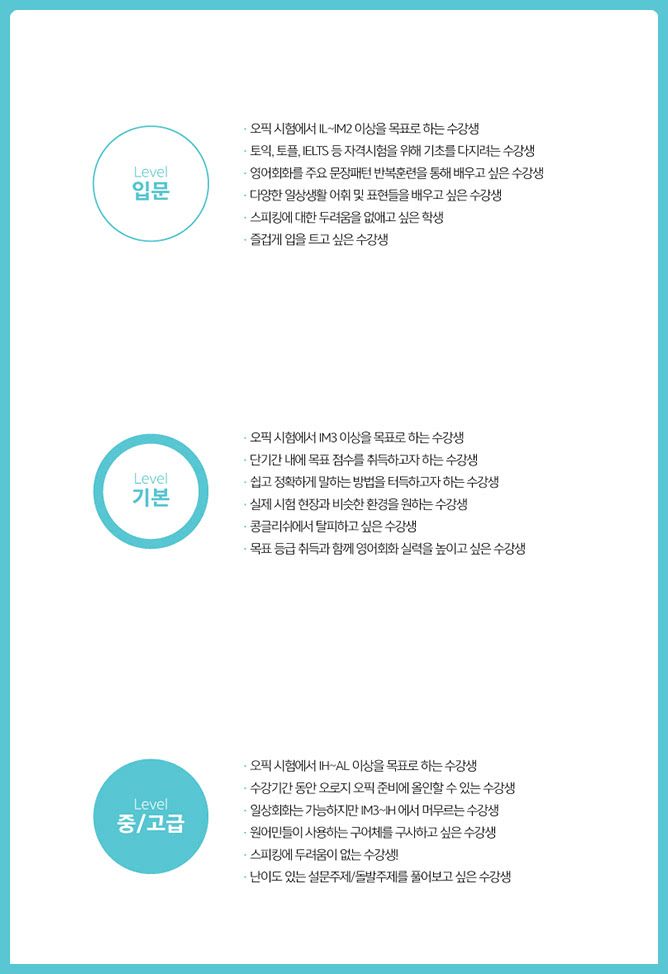 Level
입문
· 오픽 시험에서 IL~IM2 이상을 목표로 하는 수강생
· 토익, 토플, IELTS 등 자격시험을 위해 기초를 다지려는 수강생
· 영어회화를 주요 문장패턴 반복훈련을 통해 배우고 싶은 수강생
· 다양한 일상생활 어휘 및 표현들을 배우고 싶은 수강생
· 스피킹에 대한 두려움을 없애고 싶은 학생
· 즐겁게 입을 트고 싶은 수강생
Level
기본
· 오픽 시험에서 IM3 이상을 목표로 하는 수강생
· 단기간 내에 목표 점수를 취득하고자 하는 수강생
· 쉽고 정확하게 말하는 방법을 터득하고자 하는 수강생
· 실제 시험 현장과 비슷한 환경을 원하는 수강생
· 콩글리쉬에서 탈피하고 싶은 수강생
· 목표 등급 취득과 함께 영어회화 실력을 높이고 싶은 수강생
Level
중/고급
· 오픽 시험에서 IH~AL 이상을 목표로 하는 수강생
· 수강기간 동안 오로지 오픽 준비에 올인할 수 있는 수강생
· 일상회화는 가능하지만 IM3~IH 에서 머무르는 수강생
· 원어민들이 사용하는 구어체를 구사하고 싶은 수강생
· 스피킹에 두려움이 없는 수강생!
· 난이도 있는 설문주제/돌발주제를 풀어보고 싶은 수강생